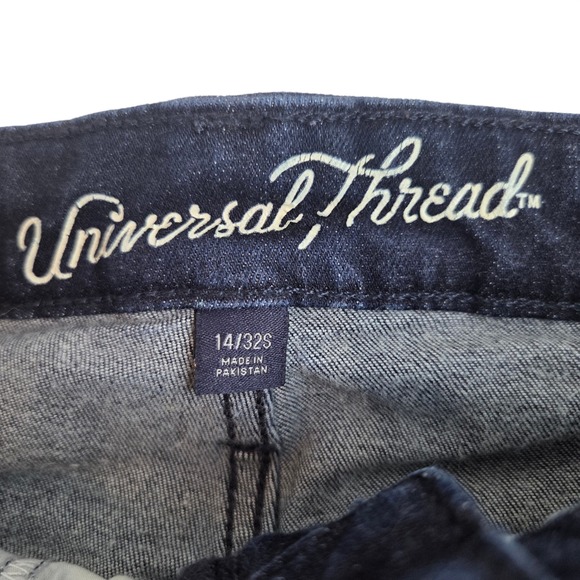 Universal Thread™
14/32S
MADE IN
PAKISTAN